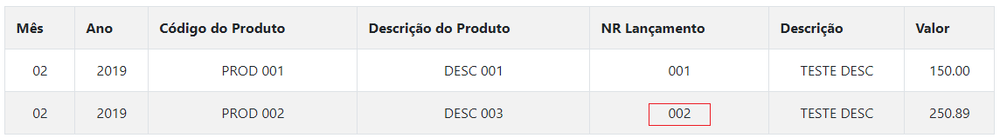 Mês Ano Código do Produto Descrição do Produto NR Lançamento Descrição Valor
02 2019 PROD 001 DESC 001 001 TESTE DESC 150.00
02 2019 PROD 002 DESC 003 002 TESTE DESC 250.89